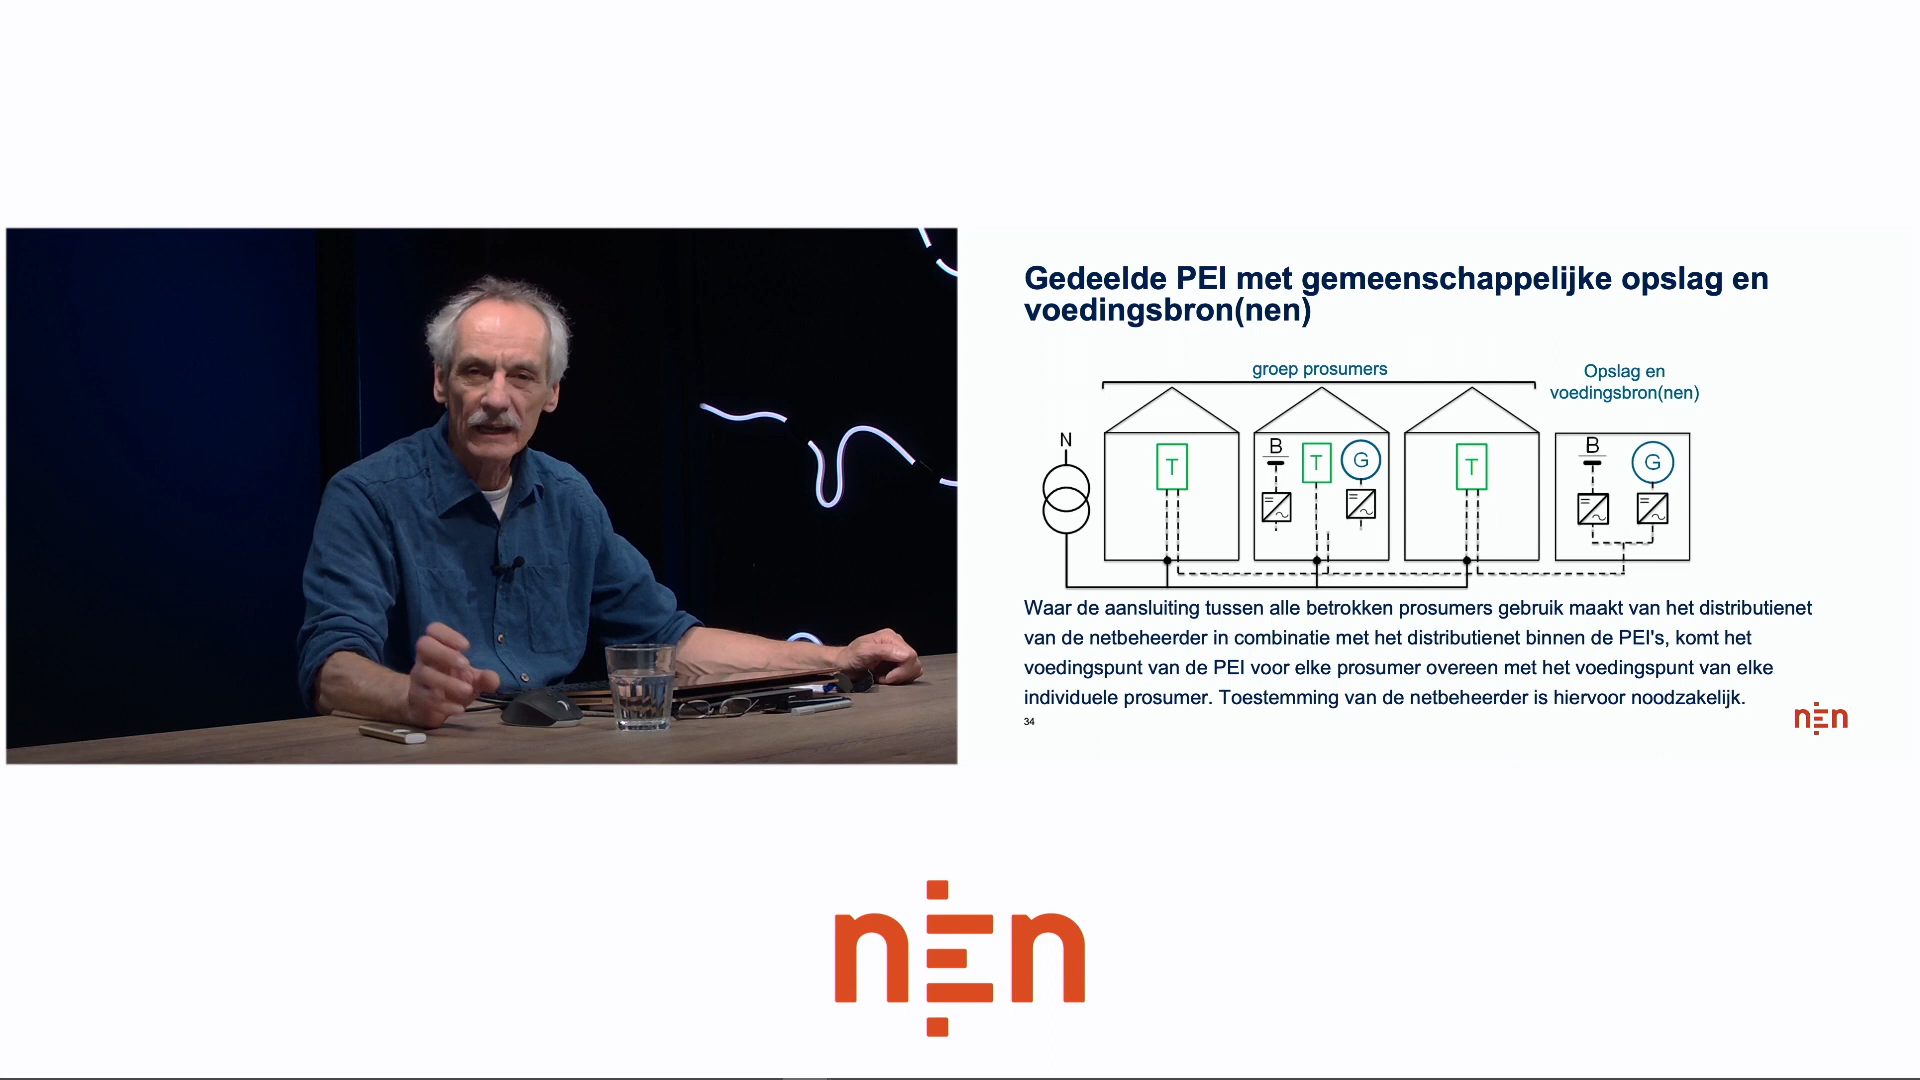 Gedeelde PEI met gemeenschappelijke opslag en
voedingsbron(nen)
groep prosumers
Opslag en
voedingsbron(nen)
N
T
B
T
G
T
B
G
Waar de aansluiting tussen alle betrokken prosumers gebruik maakt van het distributienet
van de netbeheerder in combinatie met het distributienet binnen de PEI's, komt het
voedingspunt van de PEI voor elke prosumer overeen met het voedingspunt van elke
individuele prosumer. Toestemming van de netbeheerder is hiervoor noodzakelijk.
34
nen
nen